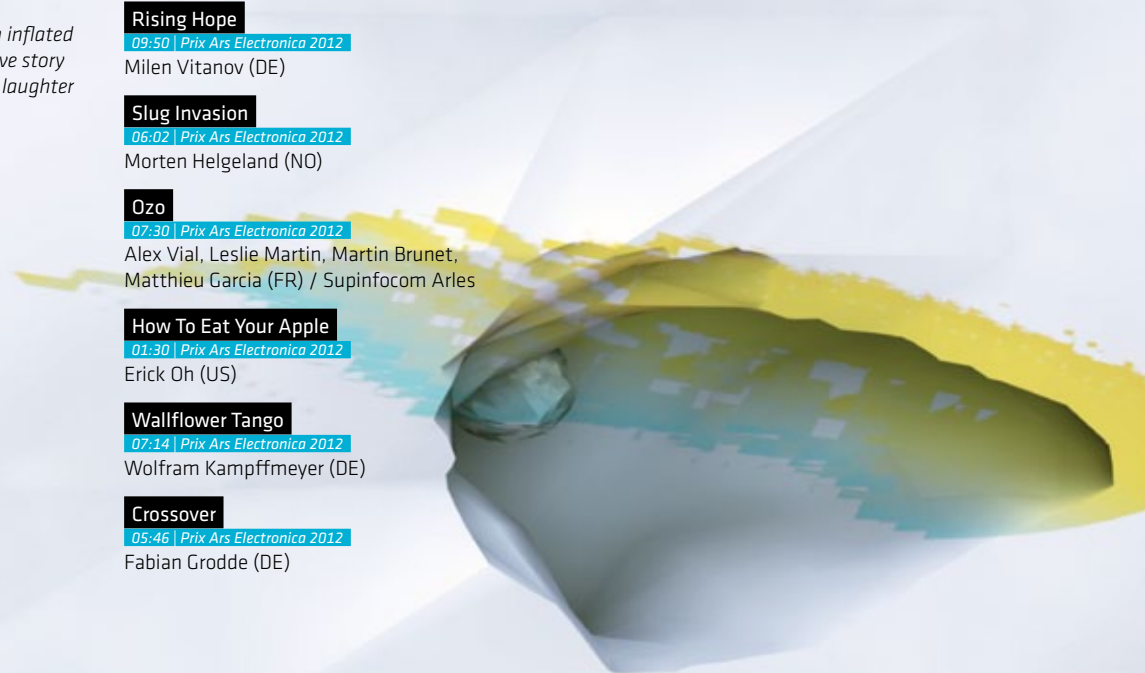 inflated
ve story
laughter
Rising Hope
09:50 | Prix Ars Electronica 2012
Milen Vitanov (DE)
Slug Invasion
06:02 | Prix Ars Electronica 2012
Morten Helgeland (NO)
Ozo
07:30 | Prix Ars Electronica 2012
Alex Vial, Leslie Martin, Martin Brunet,
Matthieu Garcia (FR) / Supinfocom Arles
How To Eat Your Apple
01:30 | Prix Ars Electronica 2012
Erick Oh (US)
Wallflower Tango
07:14 | Prix Ars Electronica 2012
Wolfram Kampffmeyer (DE)
Crossover
05:46 | Prix Ars Electronica 2012
Fabian Grodde (DE)